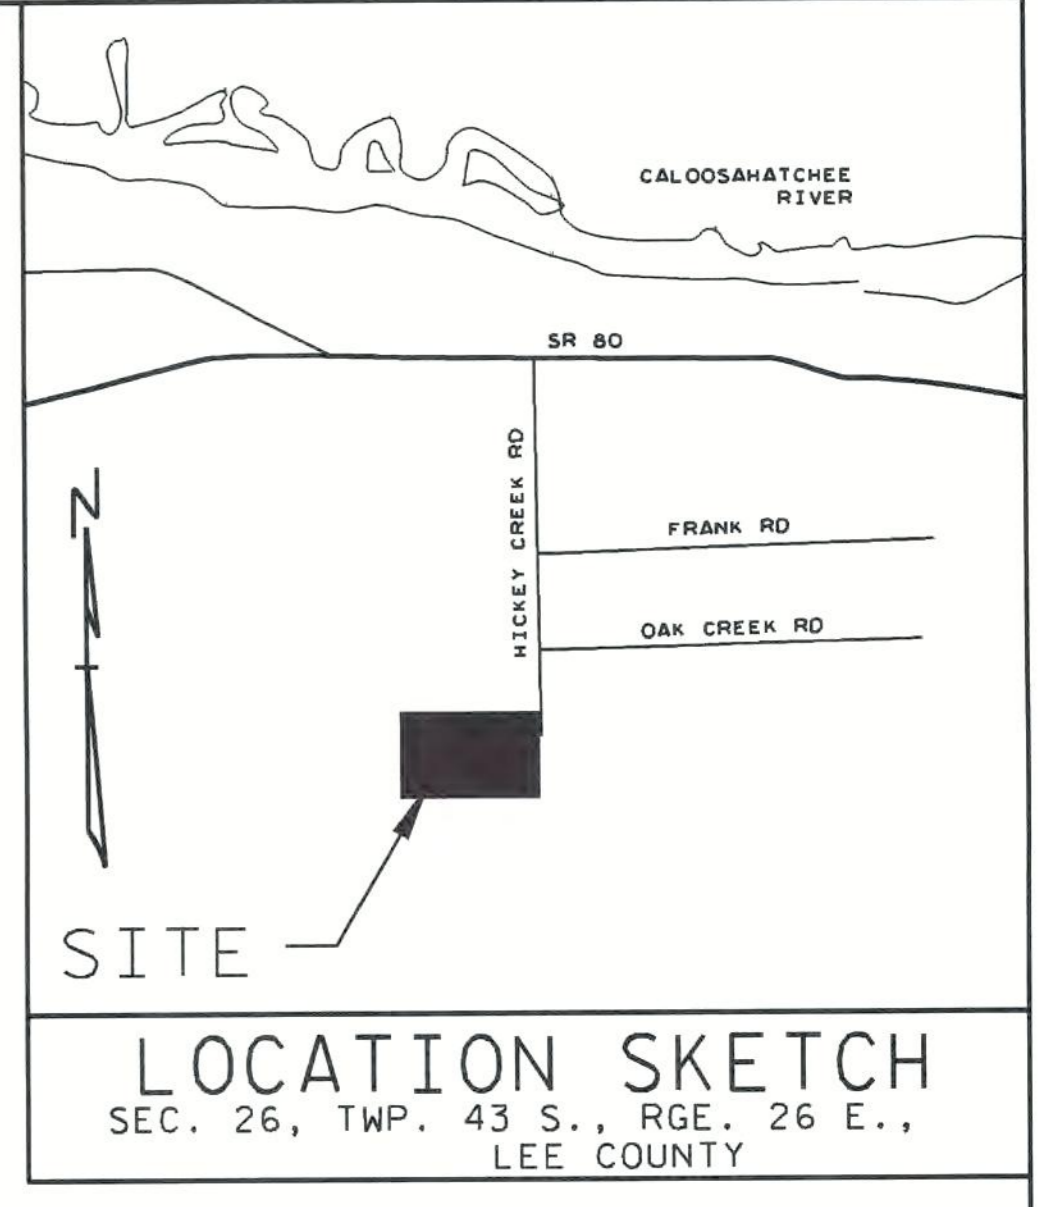 CALOOSAHATCHEE
RIVER
SR 80
HICKEY CREEK RD
N
FRANK RD
OAK CREEK RD
SITE
LOCATION SKETCH
SEC. 26, TWP. 43 S., RGE. 26 E.,
LEE COUNTY